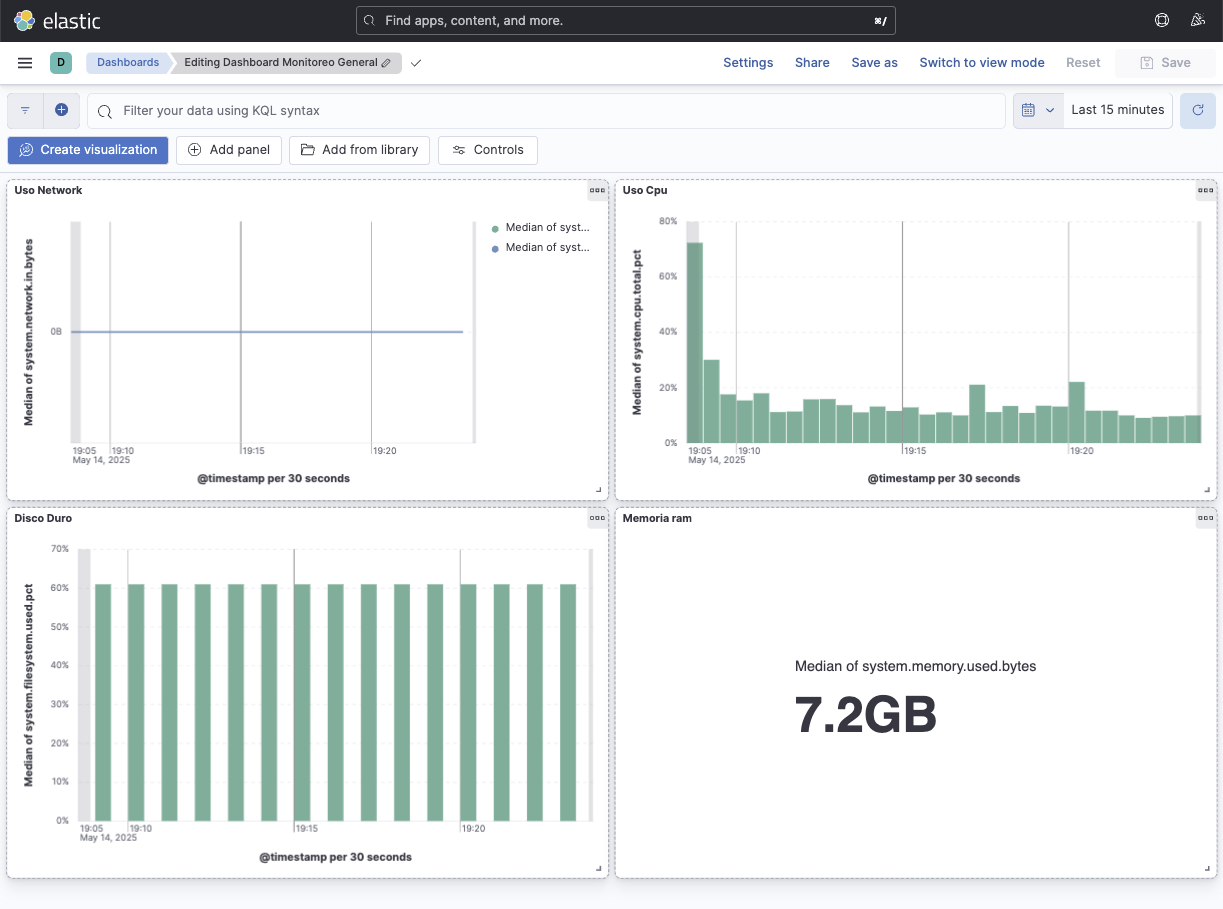 elastic
Find apps, content, and more.
⌘/
D
Dashboards
Editing Dashboard Monitoreo General
Settings
Share
Save as
Switch to view mode
Reset
Save
Filter your data using KQL syntax
Last 15 minutes
Create visualization
Add panel
Add from library
Controls
Uso Network
Median of system.network.in.bytes
0B
19:05
May 14, 2025
19:10
19:15
19:20
@timestamp per 30 seconds
Median of syst...
Median of syst...
Uso Cpu
Median of system.cpu.total.pct
80%
60%
40%
20%
0%
19:05
May 14, 2025
19:10
19:15
19:20
@timestamp per 30 seconds
Disco Duro
Median of system.filesystem.used.pct
70%
60%
50%
40%
30%
20%
10%
0%
19:05
May 14, 2025
19:10
19:15
19:20
@timestamp per 30 seconds
Memoria ram
Median of system.memory.used.bytes
7.2GB